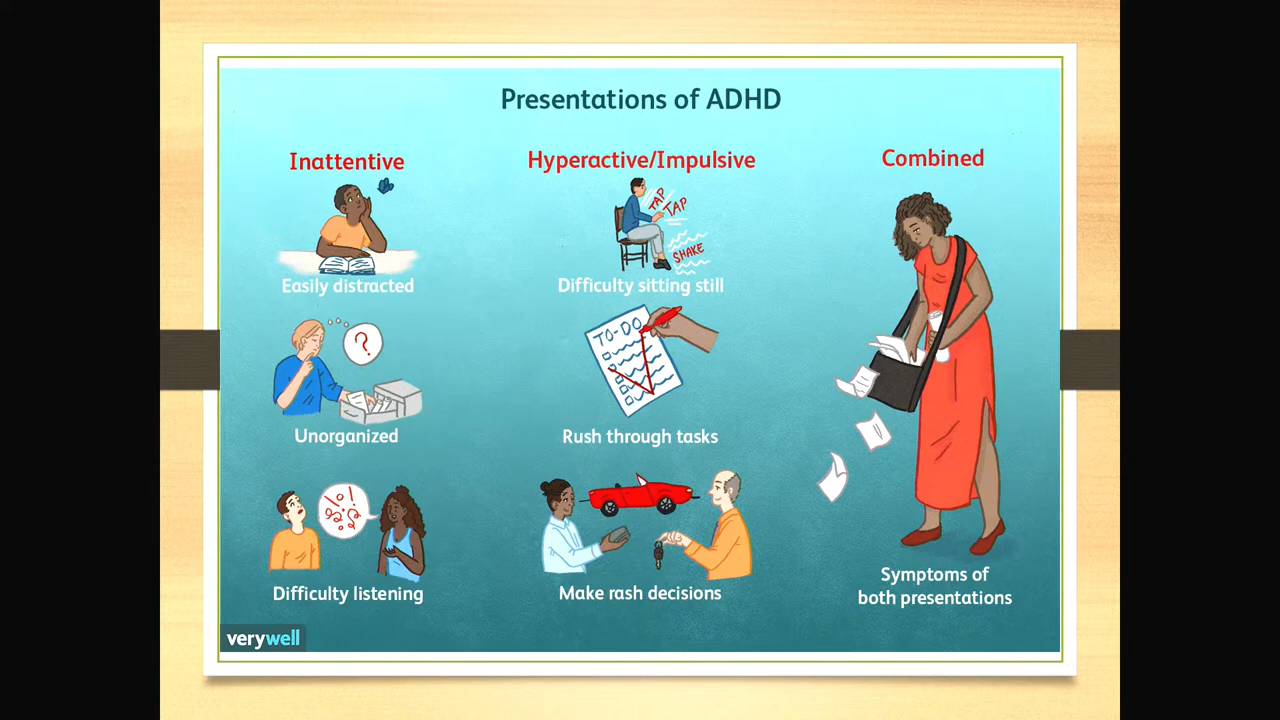 Presentations of ADHD
Inattentive
Easily distracted
?
Unorganized
Difficulty listening
Hyperactive/Impulsive
TAP
TAP
SHAKE
Difficulty sitting still
TO-DO
Rush through tasks
Make rash decisions
Combined
Symptoms of
both presentations
verywell